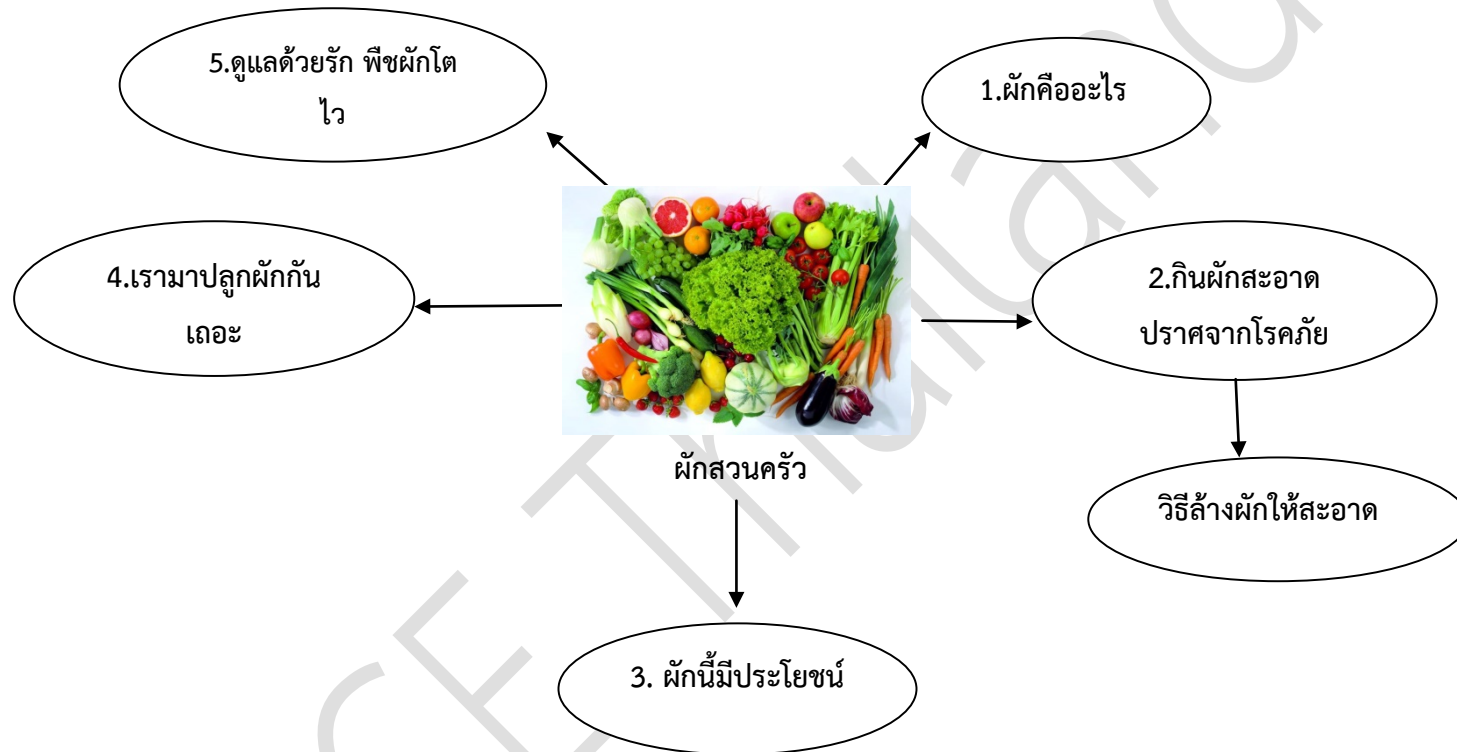 5.ดูแลด้วยรัก พืชผักโต
ไว
1.ผักคืออะไร
4.เรามาปลูกผักกัน
เถอะ
2.กินผักสะอาด
ปราศจากโรคภัย
ผักสวนครัว
วิธีล้างผักให้สะอาด
3. ผักนี้มีประโยชน์